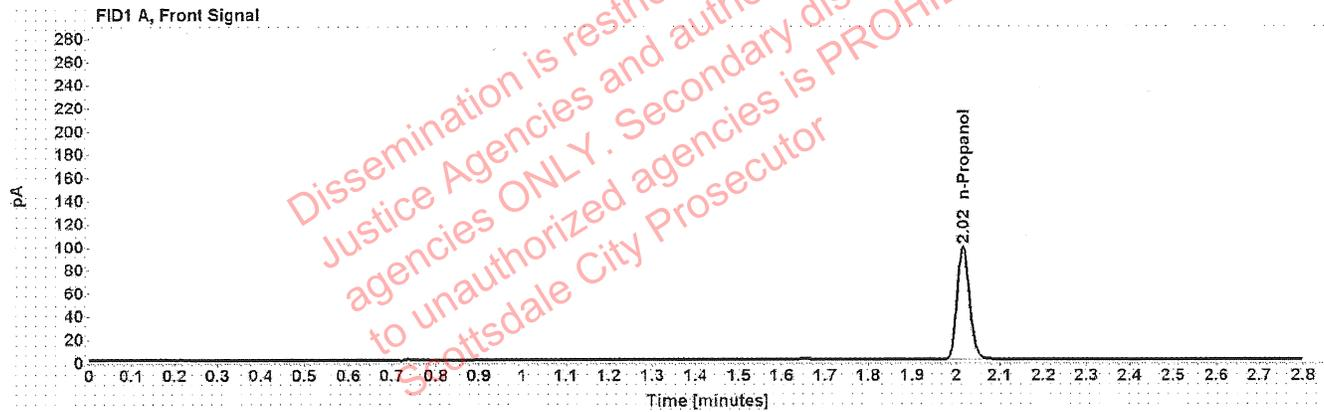 FID1 A, Front Signal
280
260
240
220
200
180
160
140
120
100
80
60
40
20
0
pA
2.02 n-Propanol
0 0.1 0.2 0.3 0.4 0.5 0.6 0.7 0.8 0.9 1 1.1 1.2 1.3 1.4 1.5 1.6 1.7 1.8 1.9 2 2.1 2.2 2.3 2.4 2.5 2.6 2.7 2.8
Time [minutes]
Dissemination is
Justice Agencies and
agencies ONLY. Secondary
to unauthorized agencies is
Scottsdale City Prosecutor